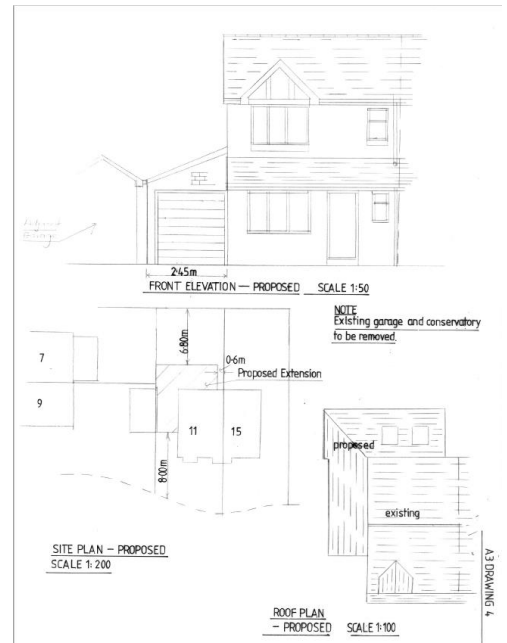 2·45m
FRONT ELEVATION — PROPOSED SCALE 1:50
NOTE
Existing garage and conservatory
to be removed.
6·80m
0·6m
Proposed Extension
7
9
11
15
8·00m
proposed
existing
SITE PLAN - PROPOSED
SCALE 1:200
ROOF PLAN
- PROPOSED SCALE 1:100
A3 DRAWING 4